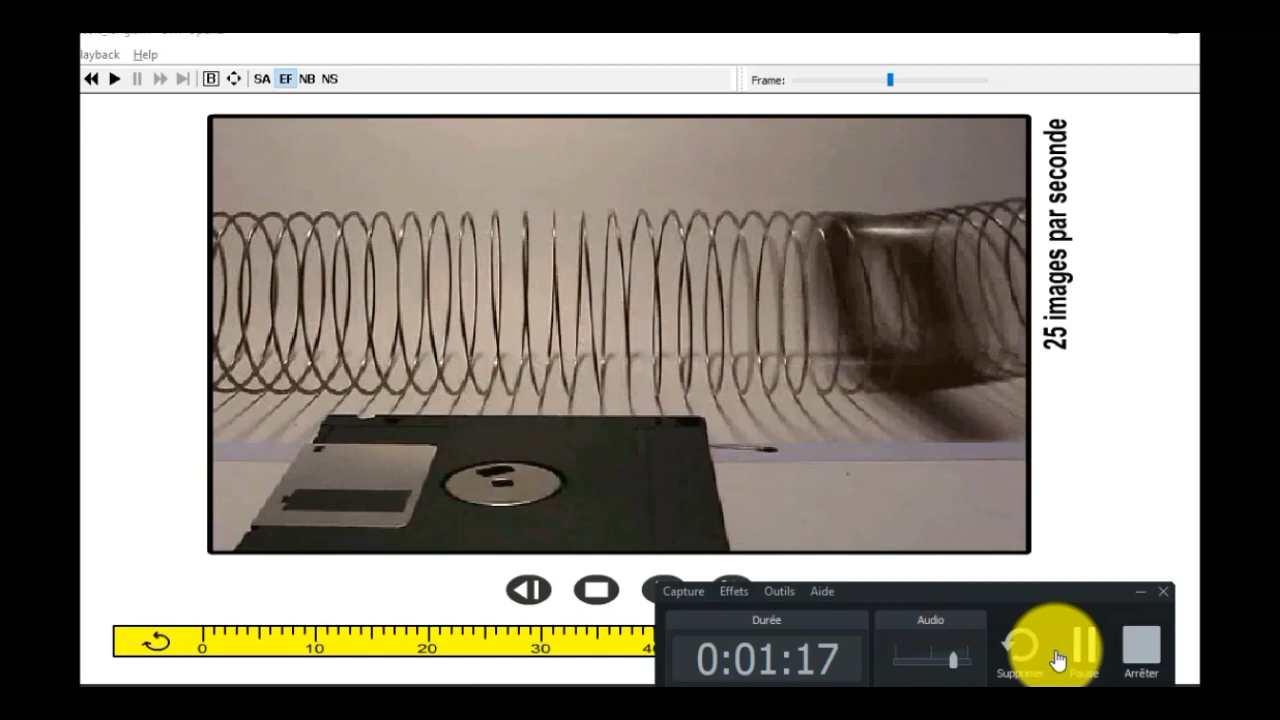 layback Help
B SA EF NB NS Frame:
25 images par seconde
Capture Effets Outils Aide
Durée Audio
0:01:17
Supprimer Pause Arrêter
0 10 20 30